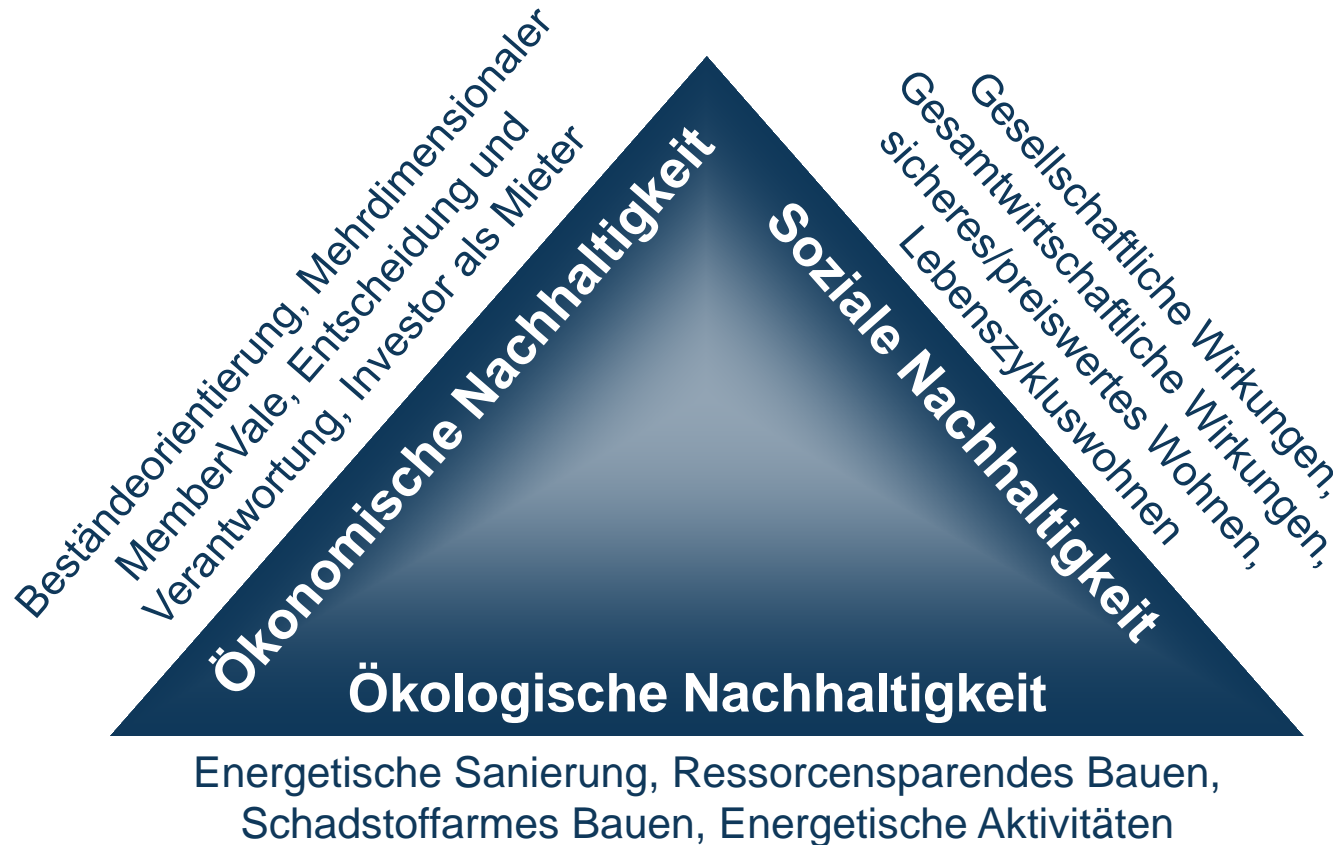 Beständeorientierung, Mehrdimensionaler
MemberVale, Entscheidung und
Verantwortung, Investor als Mieter
Ökonomische Nachhaltigkeit
Gesellschaftliche Wirkungen,
Gesamtwirtschaftliche Wirkungen,
sicheres/preiswertes Wohnen,
Lebenszykluswohnen
Soziale Nachhaltigkeit
Ökologische Nachhaltigkeit
Energetische Sanierung, Ressorcensparendes Bauen,
Schadstoffarmes Bauen, Energetische Aktivitäten